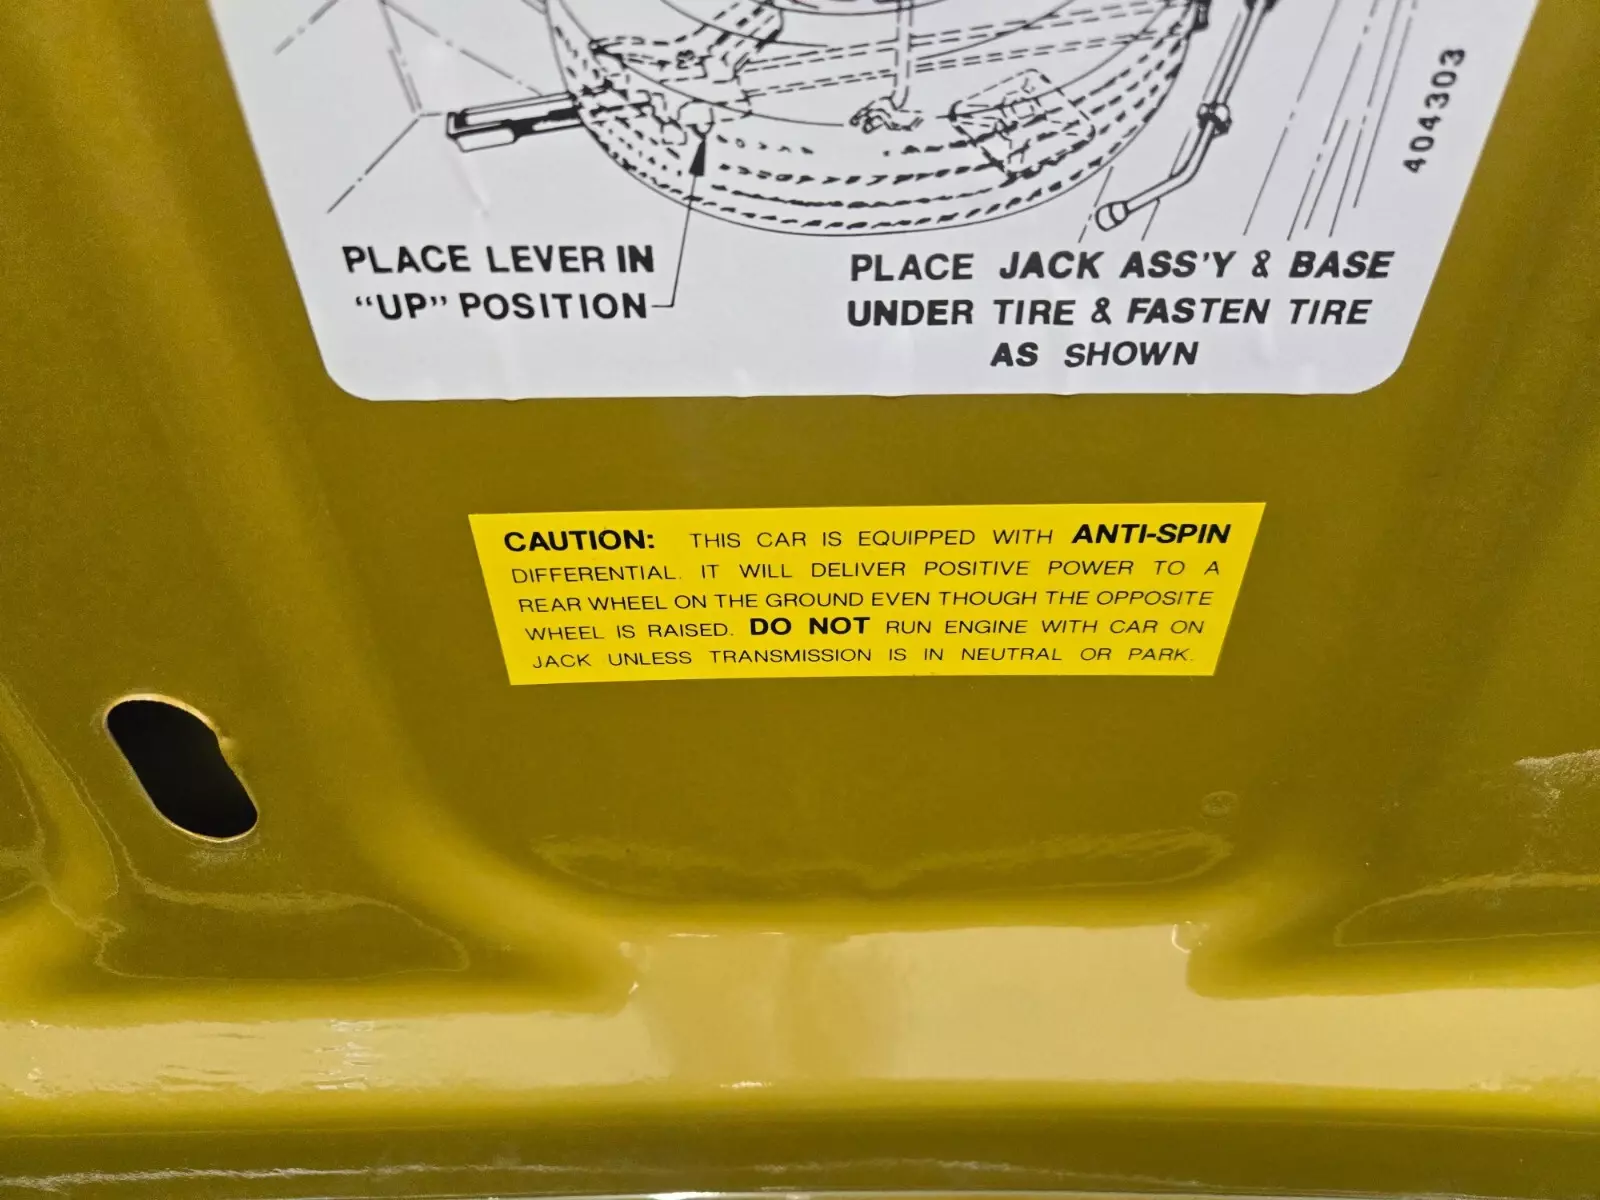 404303
PLACE LEVER IN
“UP” POSITION
PLACE JACK ASS'Y & BASE
UNDER TIRE & FASTEN TIRE
AS SHOWN
CAUTION: THIS CAR IS EQUIPPED WITH ANTI-SPIN
DIFFERENTIAL. IT WILL DELIVER POSITIVE POWER TO A
REAR WHEEL ON THE GROUND EVEN THOUGH THE OPPOSITE
WHEEL IS RAISED. DO NOT RUN ENGINE WITH CAR ON
JACK UNLESS TRANSMISSION IS IN NEUTRAL OR PARK.